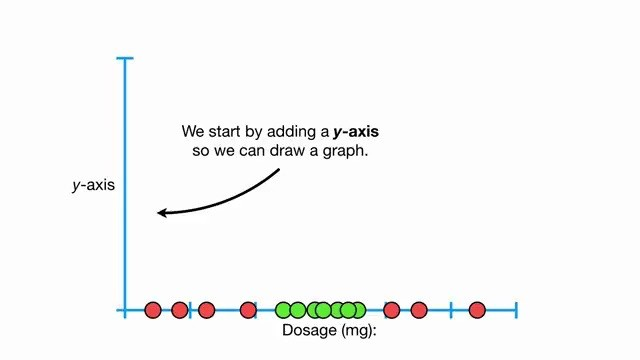 We start by adding a y-axis
so we can draw a graph.
y-axis
Dosage (mg):